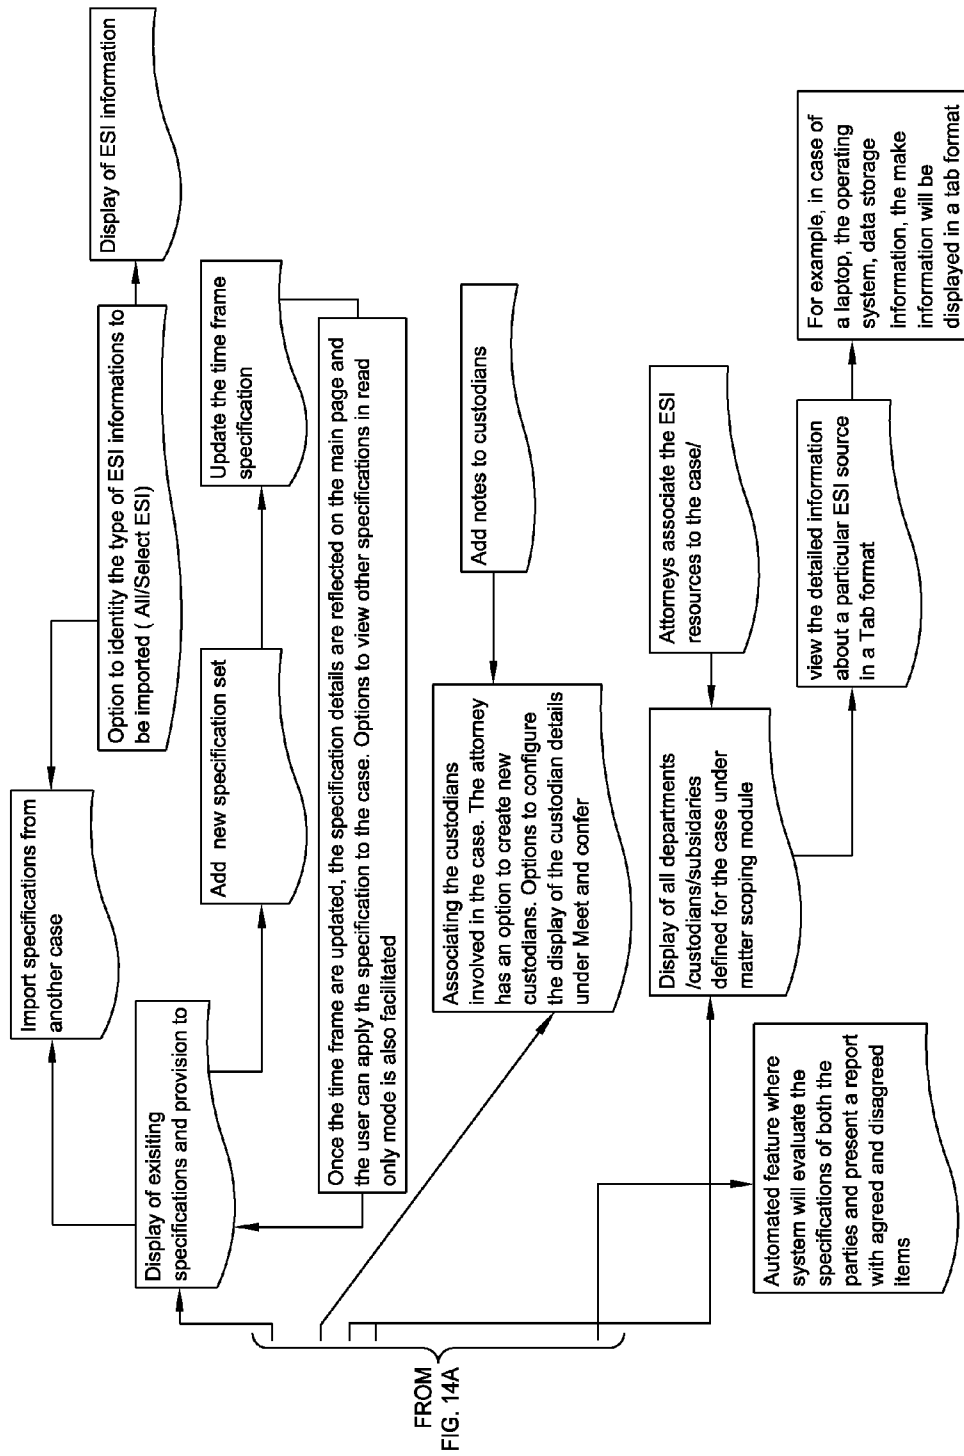 Display of ESI information
Option to identity the type of ESI informations to
be imported ( All/Select ESI)
Import specifications from
another case
Update the time frame
specification
Add new specification set
Display of exisiting
specifications and provision to
Once the time frame are updated, the specification details are reflected on the main page and
the user can apply the specification to the case. Options to view other specifications in read
only mode is also facilitated
Add notes to custodians
Associating the custodians
involved in the case. The attorney
has an option to create new
custodians. Options to configure
the display of the custodian details
under Meet and confer
Attorneys associate the ESI
resources to the case/
Display of all departments
/custodians/subsidaries
defined for the case under
matter scoping module
view the detailed information
about a particular ESI source
in a Tab format
For example, in case of
a laptop, the operating
system, data storage
information, the make
information will be
displayed in a tab format
Automated feature where
system will evaluate the
specifications of both the
parties and present a report
with agreed and disagreed
items
FROM
FIG. 14A